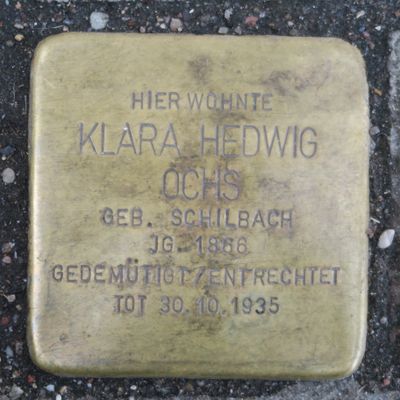 HIER WOHNTE
KLARA HEDWIG
OCHS
GEB. SCHILBACH
JG. 1866
GEDEMÜTIGT/ENTRECHTET
TOT 30.10.1935